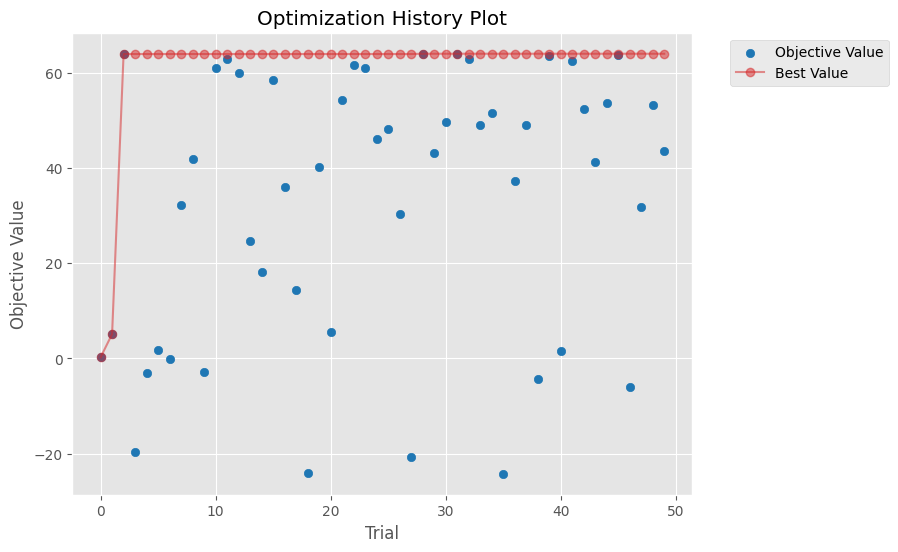 Optimization History Plot
Objective Value
Best Value
Objective Value
60
40
20
0
−20
0 10 20 30 40 50
Trial